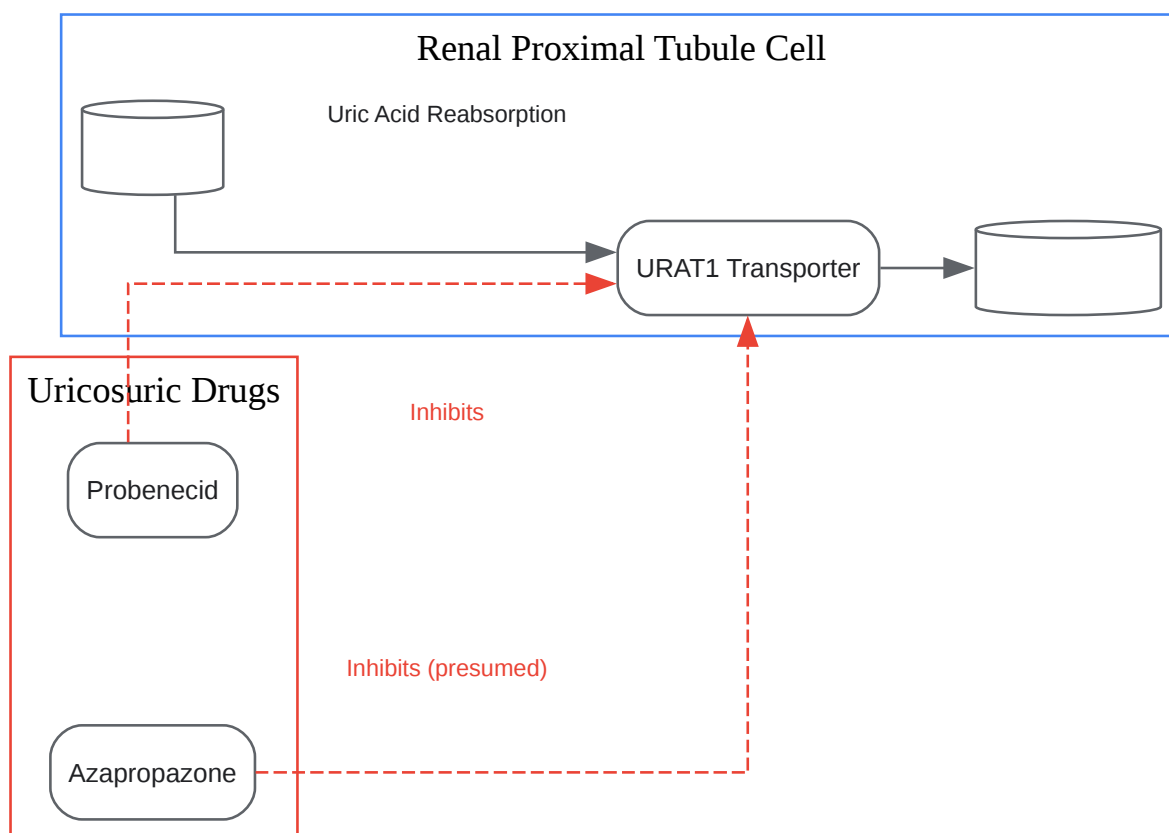 Renal Proximal Tubule Cell
Uric Acid Reabsorption
URAT1 Transporter
Uricosuric Drugs
Inhibits
Probenecid
Inhibits (presumed)
Azapropazone